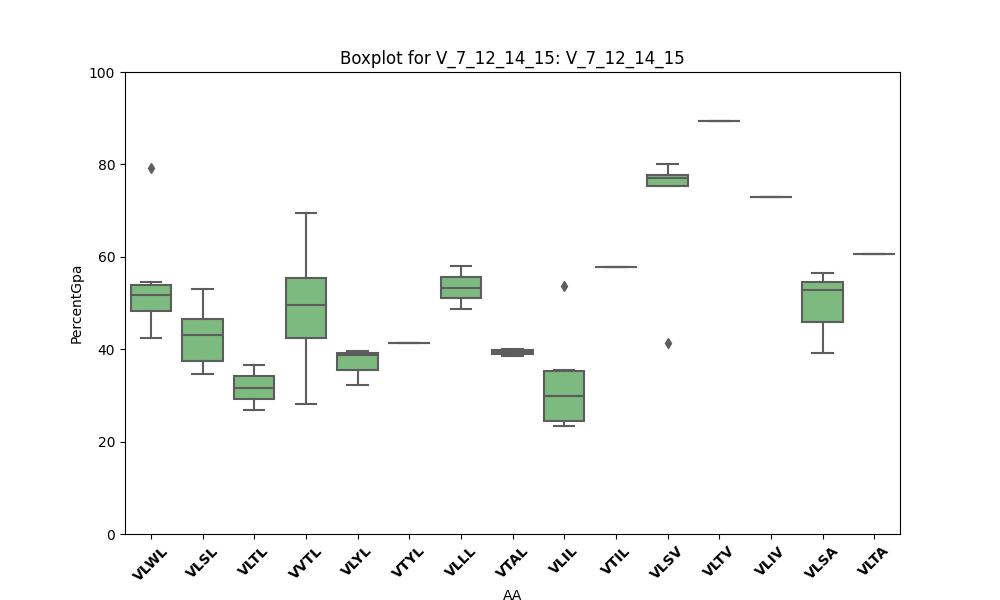 Boxplot for V_7_12_14_15: V_7_12_14_15
PercentGpa
100
80
60
40
20
0
VLWL VLSL VLTL VVTL VLYL VTYL VLLL VTAL VLIL VTIL VLSV VLTV VLIV VLSA VLTA
AA